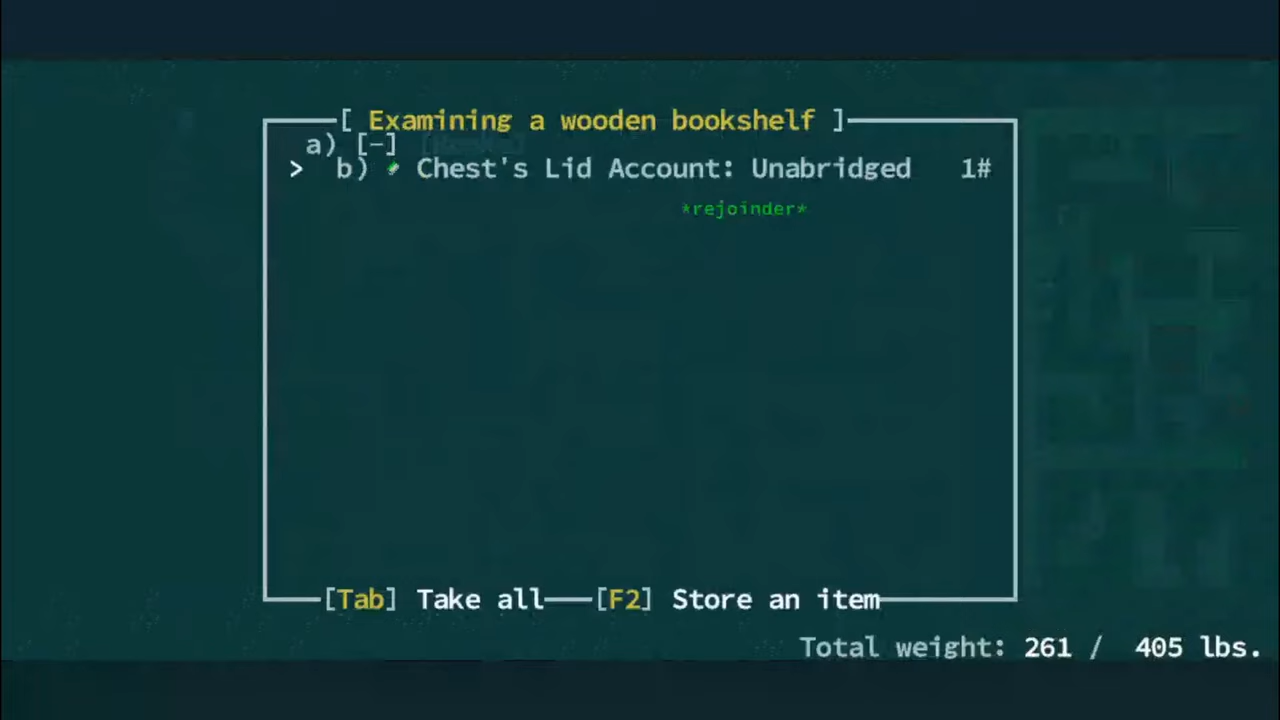 [ Examining a wooden bookshelf ]
a) [-]
> b) Chest's Lid Account: Unabridged 1#
*rejoinder*
[Tab] Take all [F2] Store an item
Total weight: 261 / 405 lbs.